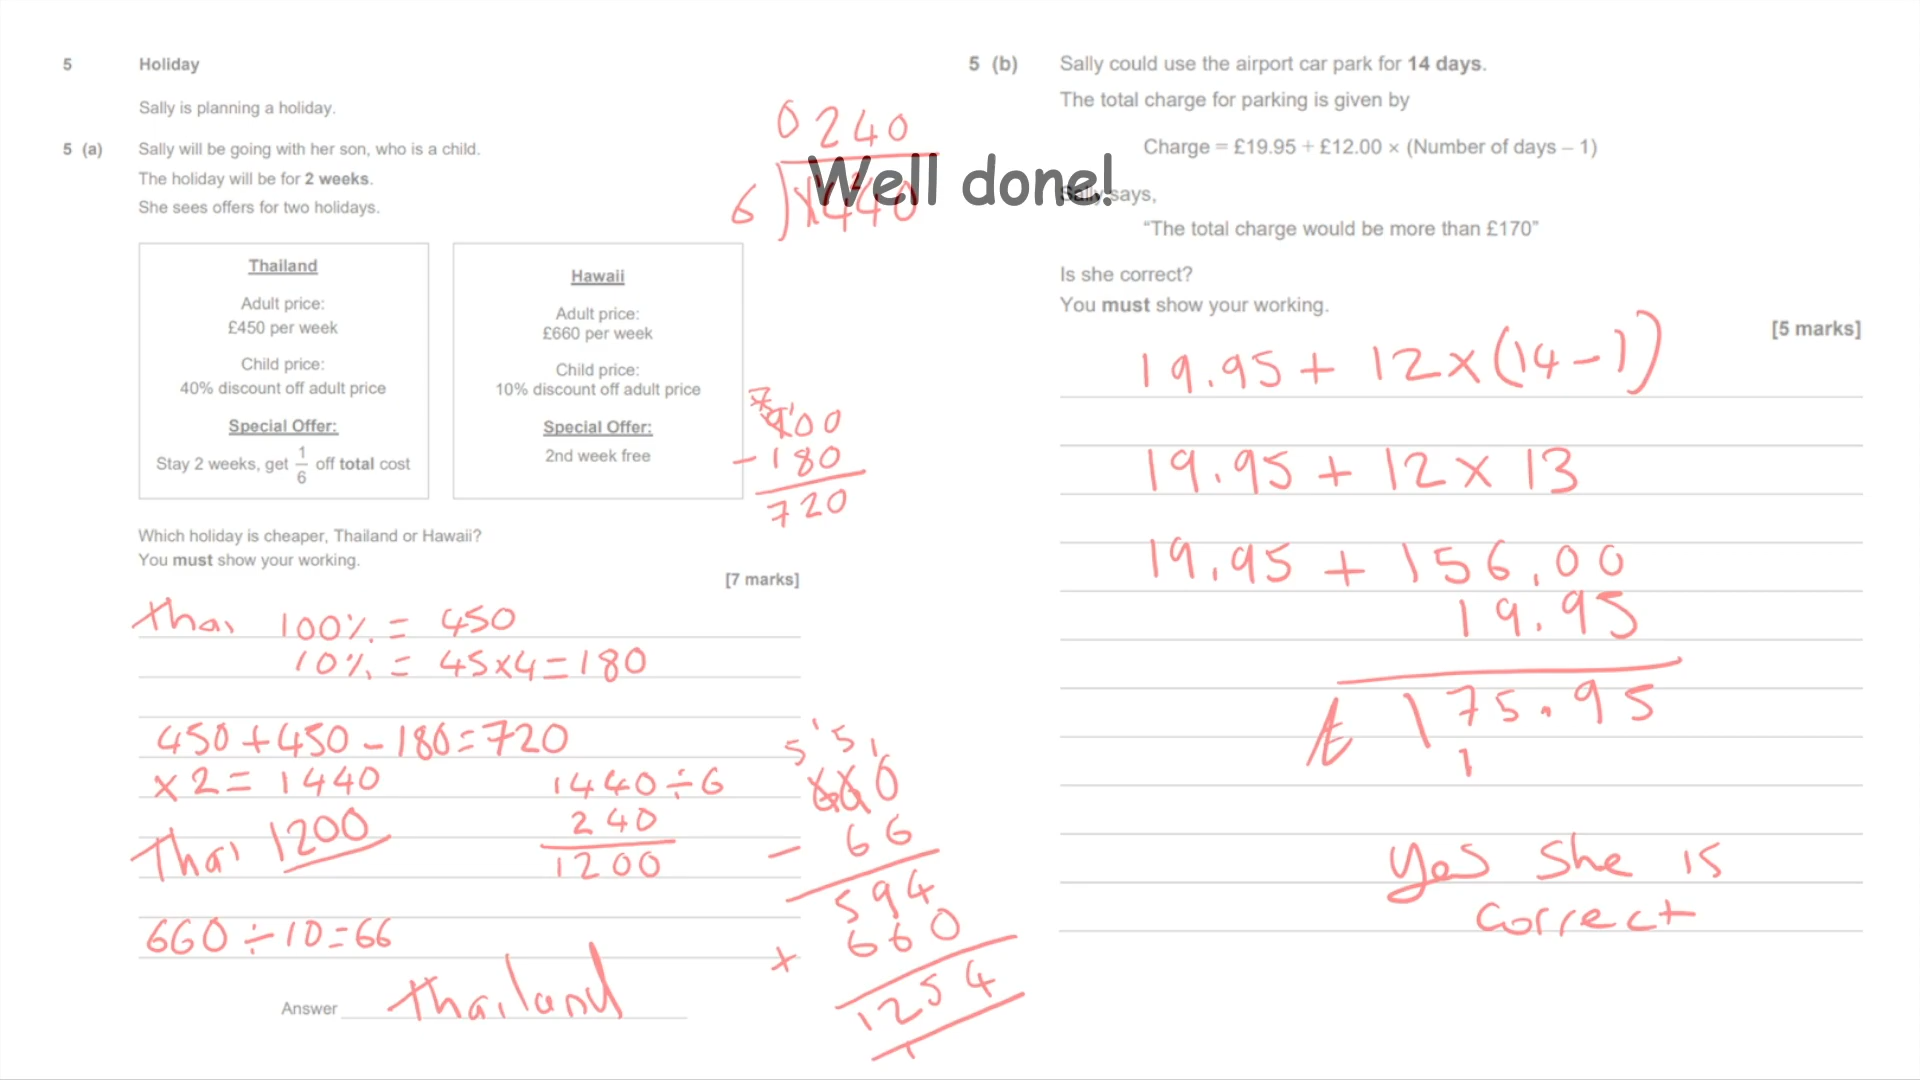 5 Holiday
Sally is planning a holiday.
5 (a) Sally will be going with her son, who is a child.
The holiday will be for 2 weeks.
She sees offers for two holidays.
Thailand
Adult price:
£450 per week
Child price:
40% discount off adult price
Special Offer:
Stay 2 weeks, get 1/6 off total cost
Hawaii
Adult price:
£660 per week
Child price:
10% discount off adult price
Special Offer:
2nd week free
Which holiday is cheaper, Thailand or Hawaii?
You must show your working.
[7 marks]
Thai 100% = 450
10% = 45x4=180
450+450-180=720
x2= 1440
Thai 1200
1440÷6
240
1200
660÷10=66
Answer Thailand
0240
6 1440
Well done!
900
-180
720
660
- 66
594
+ 660
1254
1
5 (b) Sally could use the airport car park for 14 days.
The total charge for parking is given by
Charge = £19.95 + £12.00 × (Number of days – 1)
Sally says,
“The total charge would be more than £170”
Is she correct?
You must show your working.
[5 marks]
19.95+ 12x(14-1)
19.95 + 12x 13
19.95 + 156.00
19.95
£ 175.95
1
Yes She is
correct